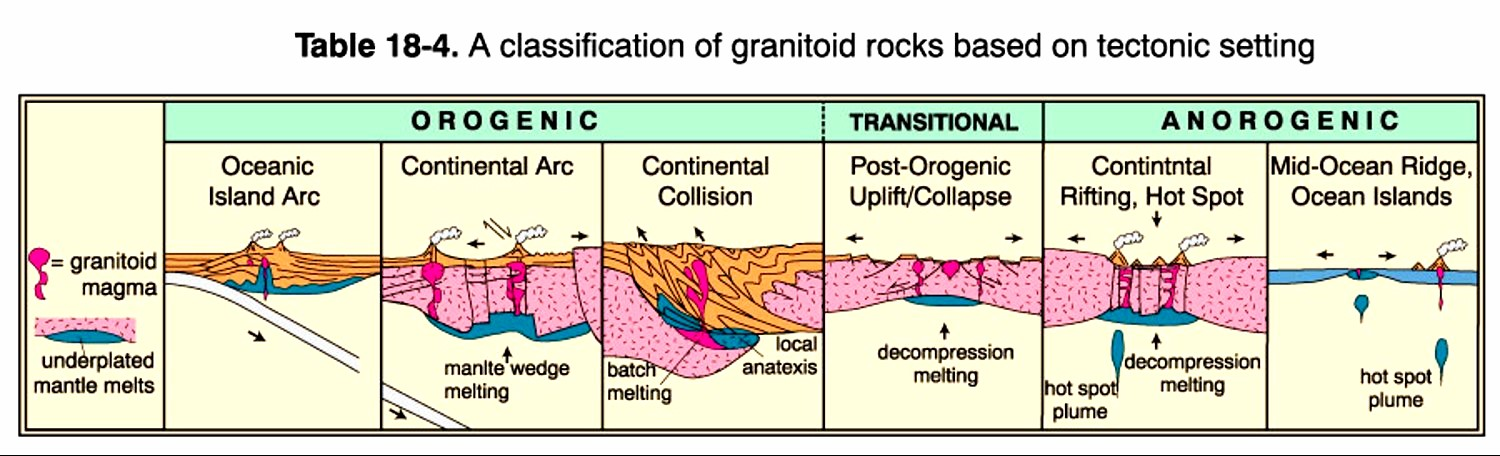 Table 18-4. A classification of granitoid rocks based on tectonic setting
OROGENIC
TRANSITIONAL
ANOROGENIC
Oceanic
Island Arc
Continental Arc
Continental
Collision
Post-Orogenic
Uplift/Collapse
Contintntal
Rifting, Hot Spot
Mid-Ocean Ridge,
Ocean Islands
= granitoid
magma
underplated
mantle melts
manlte wedge
melting
batch
melting
local
anatexis
decompression
melting
hot spot
plume
decompression
melting
hot spot
plume